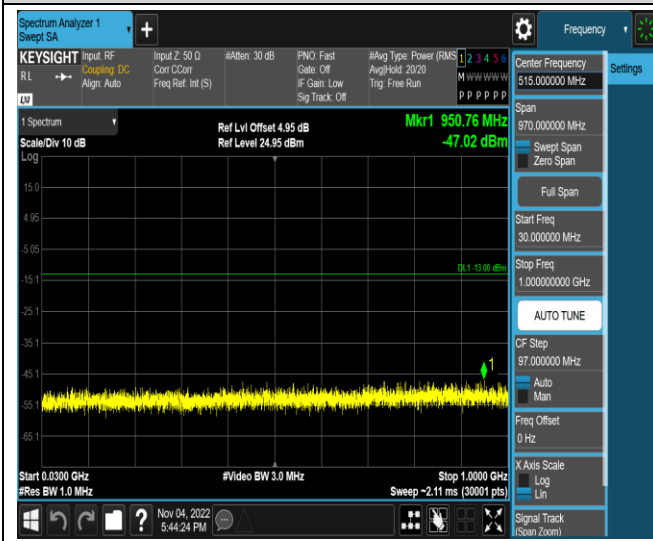 Spectrum Analyzer 1
Swept SA
Frequency
KEYSIGHT
RL
LXI
Input: RF
Coupling: DC
Align: Auto
Input Z: 50 Ω
Corr CCorr
Freq Ref: Int (S)
#Atten: 30 dB
PNO: Fast
Gate: Off
IF Gain: Low
Sig Track: Off
#Avg Type: Power (RMS
Avg|Hold: 20/20
Trig: Free Run
1 2 3 4 5 6
M W W W W W
P P P P P P
1 Spectrum
Scale/Div 10 dB
Log
Ref Lvl Offset 4.95 dB
Ref Level 24.95 dBm
Mkr1 950.76 MHz
-47.02 dBm
15.0
4.95
-5.05
DL1 -13.00 dBm
-15.1
-25.1
-35.1
1
-45.1
-55.1
-65.1
Start 0.0300 GHz
#Res BW 1.0 MHz
#Video BW 3.0 MHz
Stop 1.0000 GHz
Sweep ~2.11 ms (30001 pts)
Nov 04, 2022
5:44:24 PM
Center Frequency
515.000000 MHz
Settings
Span
970.000000 MHz
Swept Span
Zero Span
Full Span
Start Freq
30.000000 MHz
Stop Freq
1.000000000 GHz
AUTO TUNE
CF Step
97.000000 MHz
Auto
Man
Freq Offset
0 Hz
X Axis Scale
Log
Lin
Signal Track
(Span Zoom)